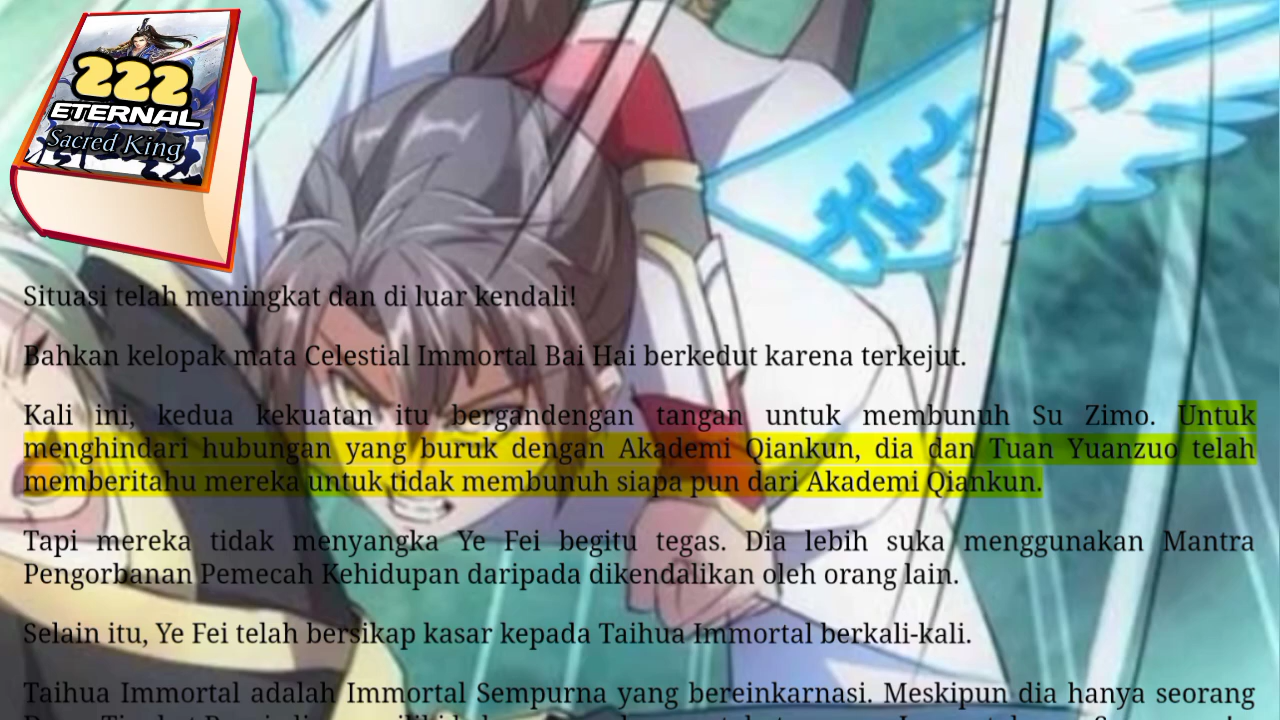 222
ETERNAL
Sacred King
Situasi telah meningkat dan di luar kendali!
Bahkan kelopak mata Celestial Immortal Bai Hai berkedut karena terkejut.
Kali ini, kedua kekuatan itu bergandengan tangan untuk membunuh Su Zimo. Untuk
menghindari hubungan yang buruk dengan Akademi Qiankun, dia dan Tuan Yuanzuo telah
memberitahu mereka untuk tidak membunuh siapa pun dari Akademi Qiankun.
Tapi mereka tidak menyangka Ye Fei begitu tegas. Dia lebih suka menggunakan Mantra
Pengorbanan Pemecah Kehidupan daripada dikendalikan oleh orang lain.
Selain itu, Ye Fei telah bersikap kasar kepada Taihua Immortal berkali-kali.
Taihua Immortal adalah Immortal Sempurna yang bereinkarnasi. Meskipun dia hanya seorang